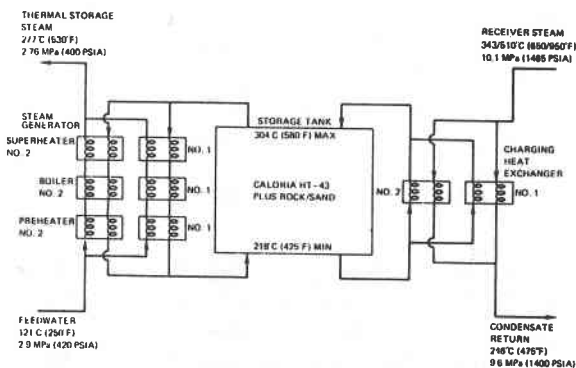 THERMAL STORAGE
STEAM
277°C (530°F)
2.76 MPa (400 PSIA)
RECEIVER STEAM
343/510°C (650/950°F)
10.1 MPa (1465 PSIA)
STEAM
GENERATOR
SUPERHEATER
NO. 2
NO. 1
BOILER
NO. 2
NO. 1
PREHEATER
NO. 2
NO. 1
STORAGE TANK
304 C (580 F) MAX
CALORIA HT-43
PLUS ROCK/SAND
218°C (425 F) MIN
CHARGING
HEAT
EXCHANGER
NO. 2
NO. 1
FEEDWATER
121 C (250°F)
2.9 MPa (420 PSIA)
CONDENSATE
RETURN
246°C (475°F)
9.6 MPa (1400 PSIA)